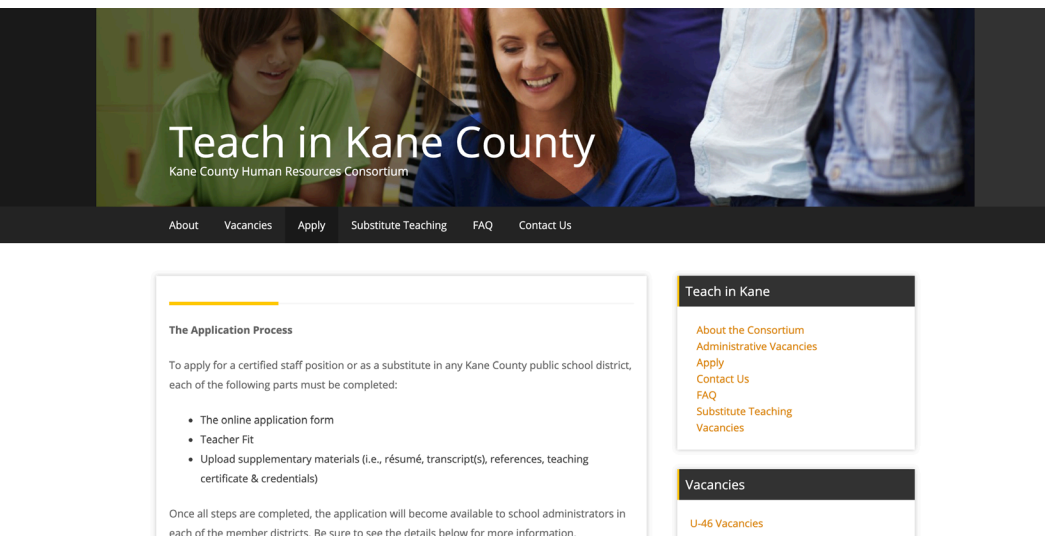 Teach in Kane County
Kane County Human Resources Consortium
About Vacancies Apply Substitute Teaching FAQ Contact Us
The Application Process
To apply for a certified staff position or as a substitute in any Kane County public school district,
each of the following parts must be completed:
• The online application form
• Teacher Fit
• Upload supplementary materials (i.e., résumé, transcript(s), references, teaching
certificate & credentials)
Once all steps are completed, the application will become available to school administrators in
each of the member districts. Be sure to see the details below for more information.
Teach in Kane
About the Consortium
Administrative Vacancies
Apply
Contact Us
FAQ
Substitute Teaching
Vacancies
Vacancies
U-46 Vacancies